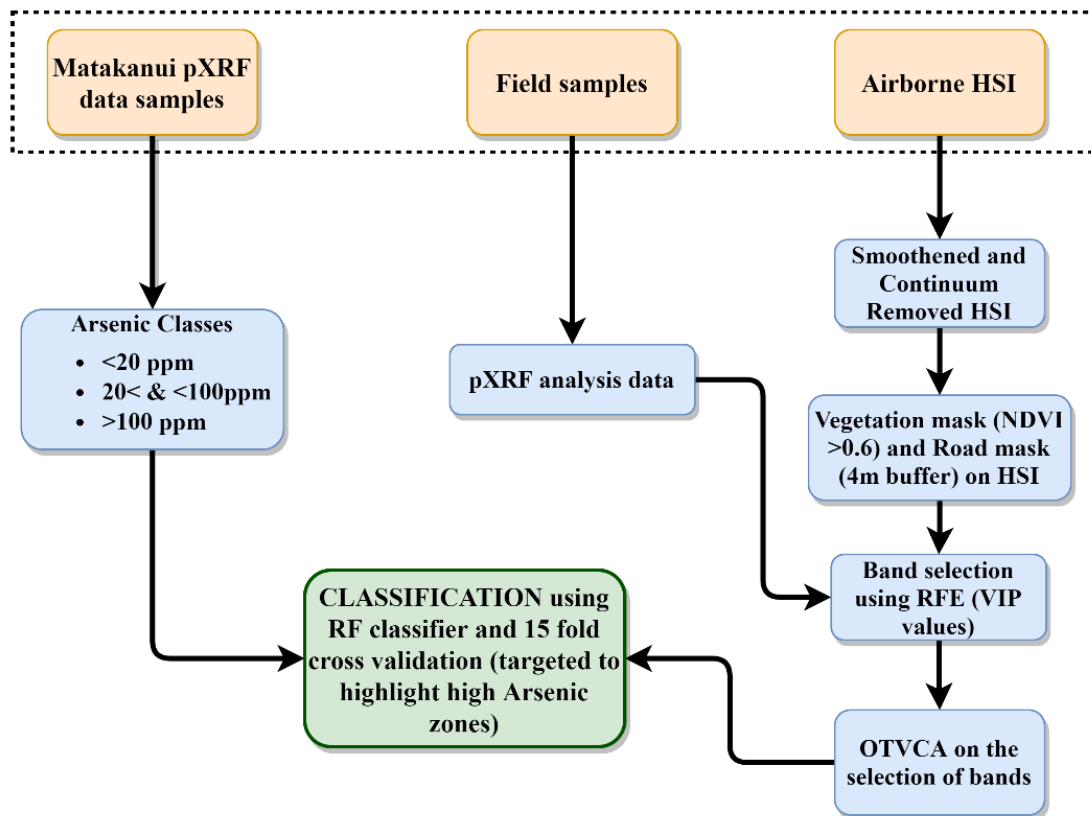 Matakanui pXRF
data samples
Field samples
Airborne HSI
Smoothened and
Continuum
Removed HSI
Arsenic Classes
• <20 ppm
• 20< & <100ppm
• >100 ppm
pXRF analysis data
Vegetation mask (NDVI
>0.6) and Road mask
(4m buffer) on HSI
Band selection
using RFE (VIP
values)
CLASSIFICATION using
RF classifier and 15 fold
cross validation (targeted to
highlight high Arsenic
zones)
OTVCA on the
selection of bands